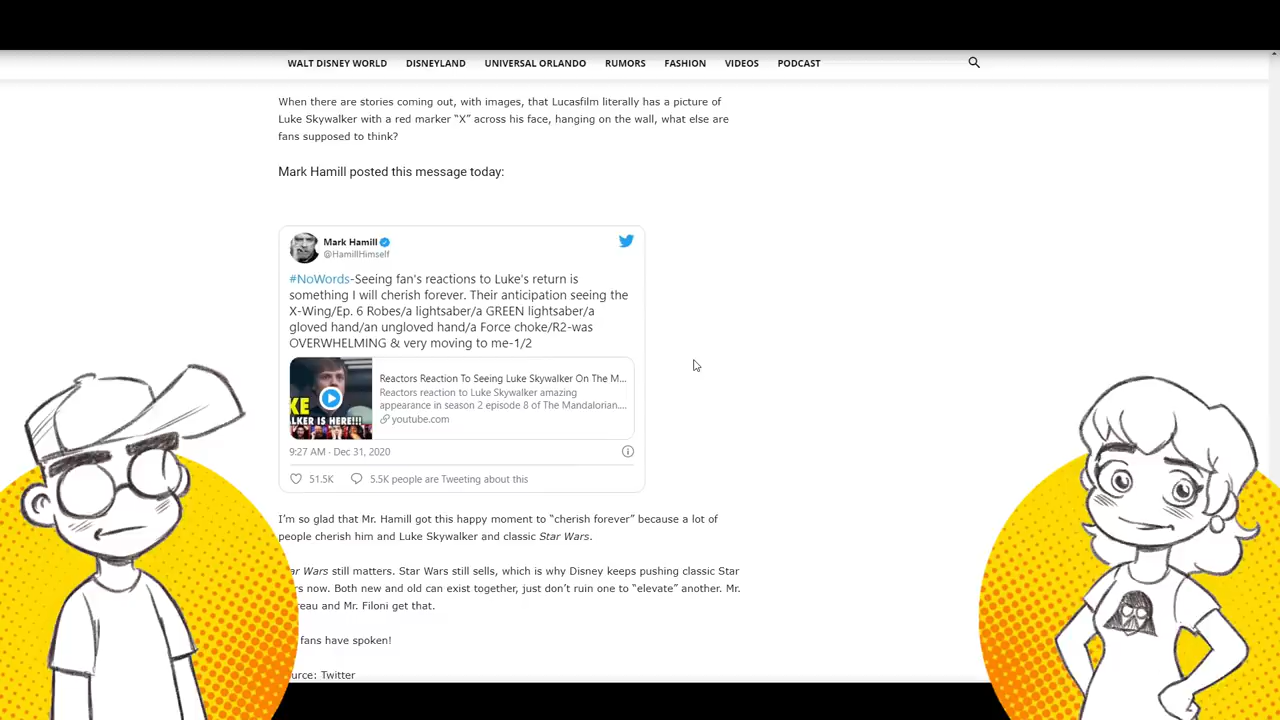 WALT DISNEY WORLD DISNEYLAND UNIVERSAL ORLANDO RUMORS FASHION VIDEOS PODCAST
When there are stories coming out, with images, that Lucasfilm literally has a picture of
Luke Skywalker with a red marker “X” across his face, hanging on the wall, what else are
fans supposed to think?
Mark Hamill posted this message today:
Mark Hamill
@HamillHimself
#NoWords-Seeing fan's reactions to Luke's return is
something I will cherish forever. Their anticipation seeing the
X-Wing/Ep. 6 Robes/a lightsaber/a GREEN lightsaber/a
gloved hand/an ungloved hand/a Force choke/R2-was
OVERWHELMING & very moving to me-1/2
Reactors Reaction To Seeing Luke Skywalker On The M...
Reactors reaction to Luke Skywalker amazing
appearance in season 2 episode 8 of The Mandalorian....
youtube.com
KE
ALKER IS HERE!!!
9:27 AM · Dec 31, 2020
51.5K 5.5K people are Tweeting about this
I’m so glad that Mr. Hamill got this happy moment to “cherish forever” because a lot of
people cherish him and Luke Skywalker and classic Star Wars.
ar Wars still matters. Star Wars still sells, which is why Disney keeps pushing classic Star
rs now. Both new and old can exist together, just don’t ruin one to “elevate” another. Mr.
reau and Mr. Filoni get that.
fans have spoken!
urce: Twitter